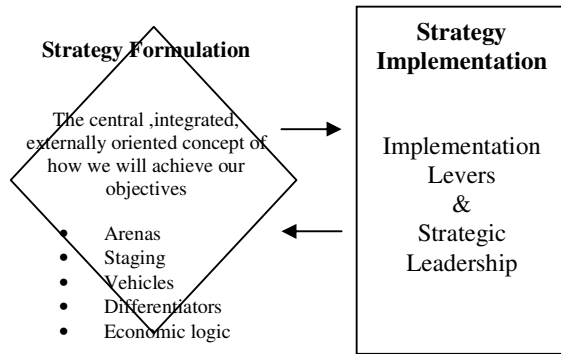 Strategy Formulation
The central ,integrated,
externally oriented concept of
how we will achieve our
objectives
• Arenas
• Staging
• Vehicles
• Differentiators
• Economic logic
Strategy
Implementation
Implementation
Levers
&
Strategic
Leadership